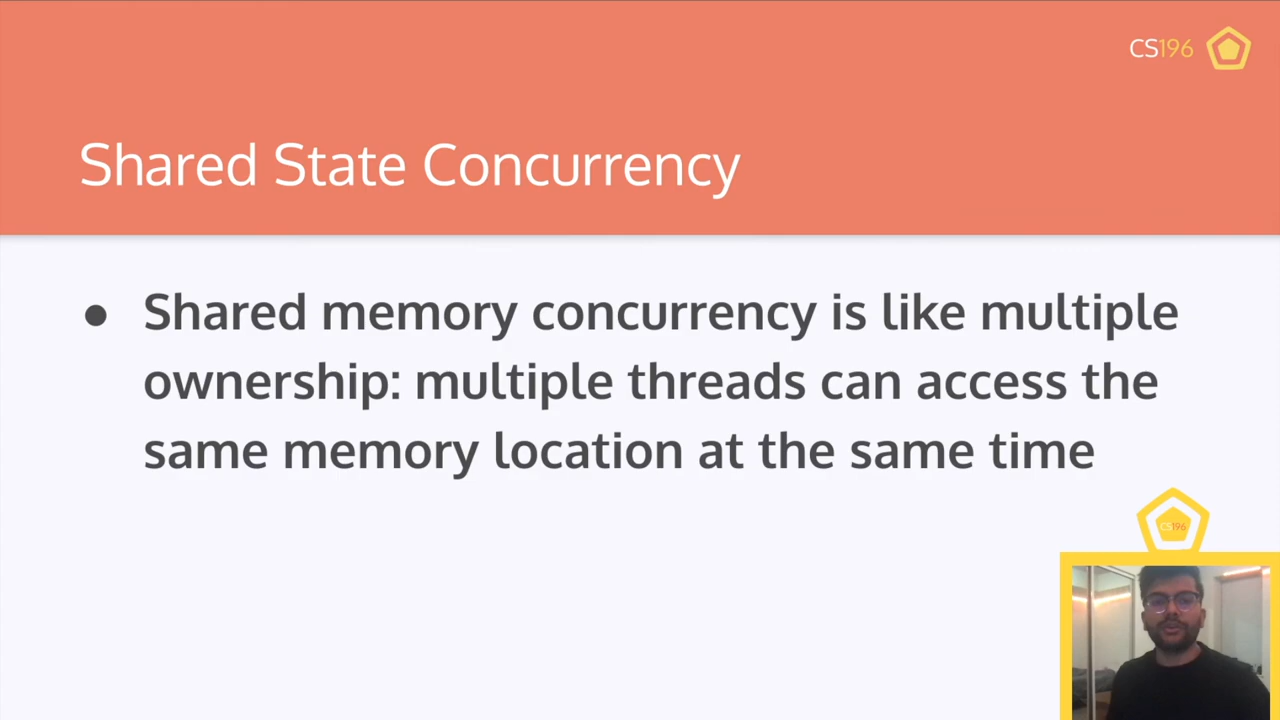 CS196
Shared State Concurrency
● Shared memory concurrency is like multiple
ownership: multiple threads can access the
same memory location at the same time
CS196